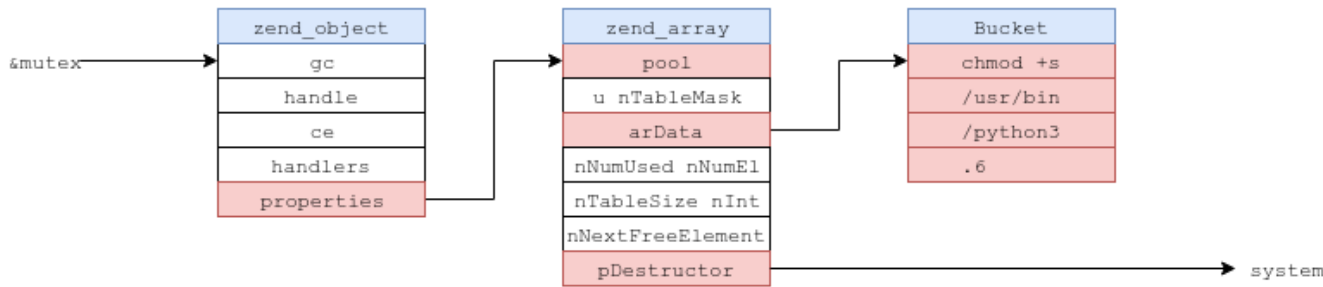 zend_object
zend_array
Bucket
&mutex
gc
pool
chmod +s
handle
u nTableMask
/usr/bin
ce
arData
/python3
handlers
nNumUsed nNumEl
.6
properties
nTableSize nInt
nNextFreeElement
pDestructor
system